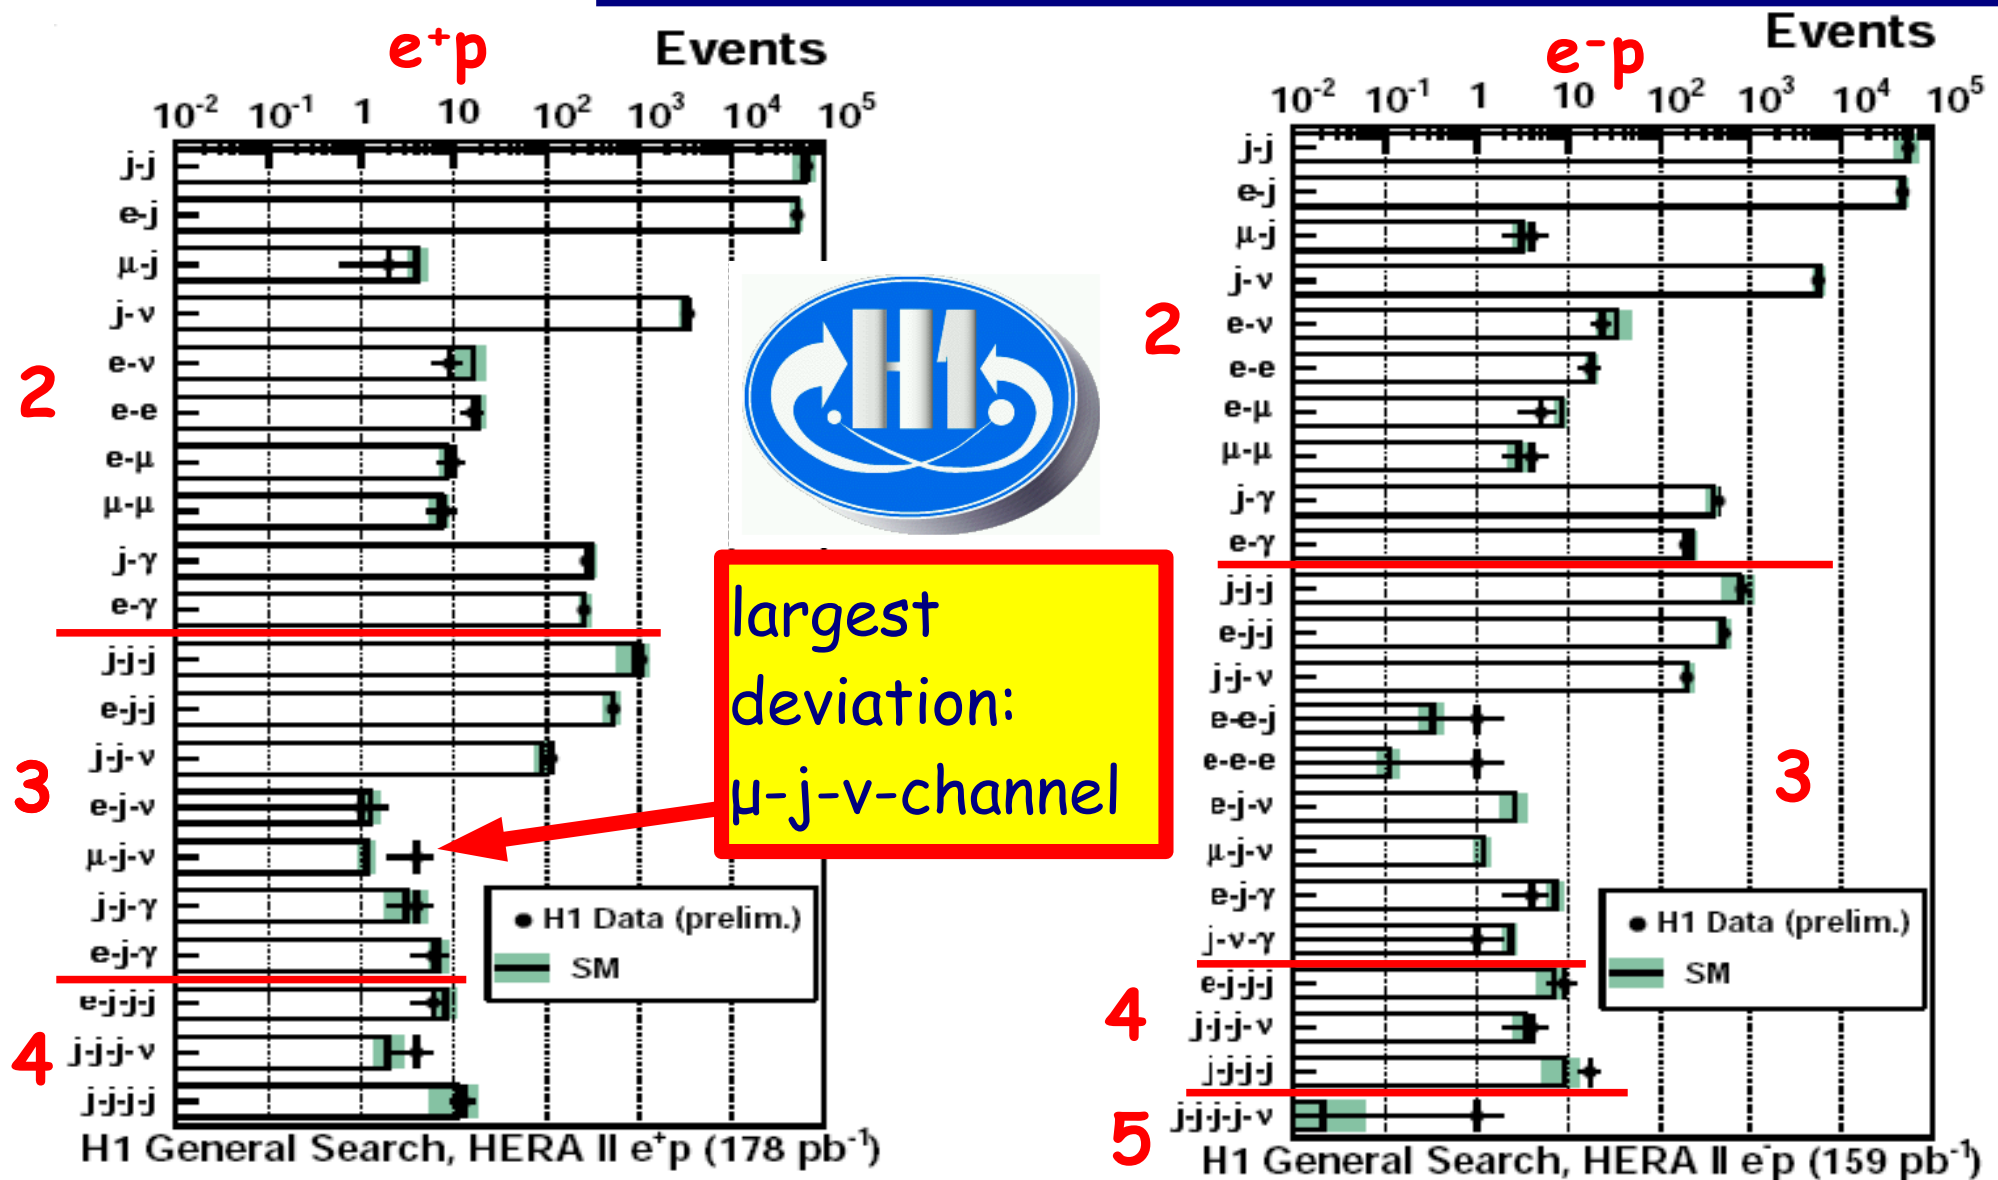 e⁺p
Events
10⁻² 10⁻¹ 1 10 10² 10³ 10⁴ 10⁵
j-j
e-j
μ-j
j-ν
e-ν
e-e
e-μ
μ-μ
j-γ
e-γ
j-j-j
e-j-j
j-j-ν
e-j-ν
μ-j-ν
j-j-γ
e-j-γ
e-j-j-j
j-j-j-ν
j-j-j-j
2
3
4
H1 Data (prelim.)
SM
H1 General Search, HERA II e⁺p (178 pb⁻¹)
H1
largest
deviation:
μ-j-ν-channel
e⁻p
Events
10⁻² 10⁻¹ 1 10 10² 10³ 10⁴ 10⁵
j-j
e-j
μ-j
j-ν
e-ν
e-e
e-μ
μ-μ
j-γ
e-γ
j-j-j
e-j-j
j-j-ν
e-e-j
e-e-e
e-j-ν
μ-j-ν
e-j-γ
j-ν-γ
e-j-j-j
j-j-j-ν
j-j-j-j
j-j-j-j-ν
2
3
4
5
H1 Data (prelim.)
SM
H1 General Search, HERA II e⁻p (159 pb⁻¹)